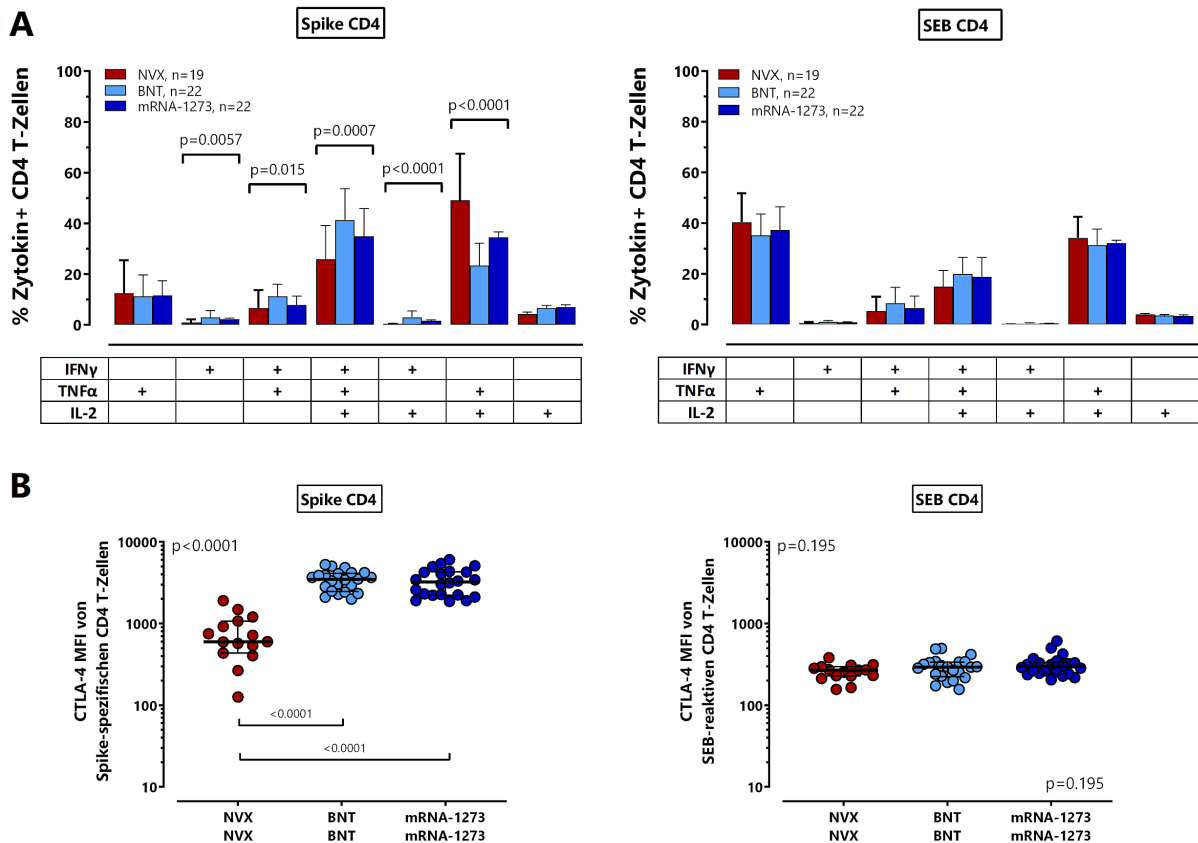 A
Spike CD4
% Zytokin+ CD4 T-Zellen
100
80
60
40
20
0
NVX, n=19
BNT, n=22
mRNA-1273, n=22
p=0.0057
p=0.015
p=0.0007
p<0.0001
p<0.0001
IFNγ + + + +
TNFα + + + +
IL-2 + + + +
SEB CD4
% Zytokin+ CD4 T-Zellen
100
80
60
40
20
0
NVX, n=19
BNT, n=22
mRNA-1273, n=22
IFNγ + + + +
TNFα + + + +
IL-2 + + + +
B
Spike CD4
CTLA-4 MFI von
Spike-spezifischen CD4 T-Zellen
10000
1000
100
10
p<0.0001
<0.0001
<0.0001
NVX BNT mRNA-1273
NVX BNT mRNA-1273
SEB CD4
CTLA-4 MFI von
SEB-reaktiven CD4 T-Zellen
10000
1000
100
10
p=0.195
p=0.195
NVX BNT mRNA-1273
NVX BNT mRNA-1273